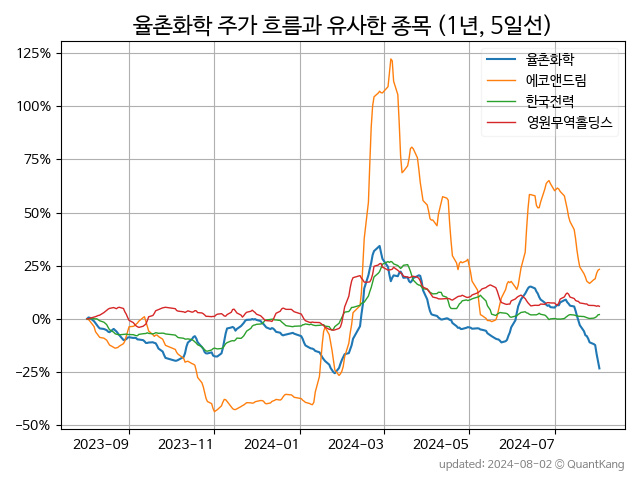 율촌화학 주가 흐름과 유사한 종목 (1년, 5일선)
125%
100%
75%
50%
25%
0%
−25%
−50%
율촌화학
에코앤드림
한국전력
영원무역홀딩스
2023-09
2023-11
2024-01
2024-03
2024-05
2024-07
updated: 2024-08-02 © QuantKang